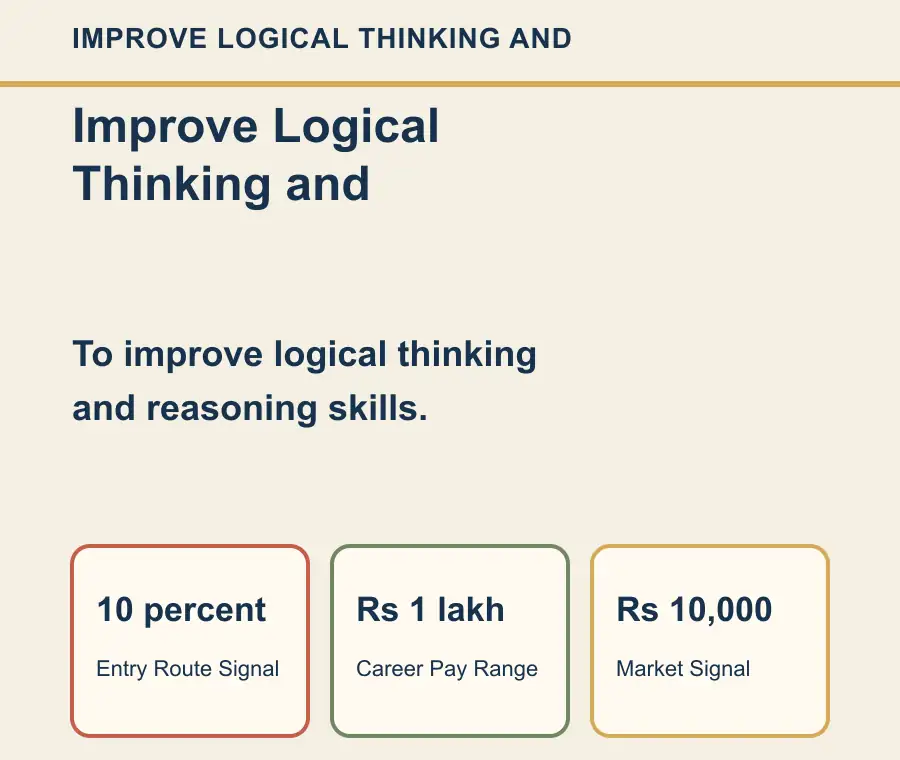 IMPROVE LOGICAL THINKING AND
Improve Logical
Thinking and
To improve logical thinking
and reasoning skills.
10 percent
Entry Route Signal
Rs 1 lakh
Career Pay Range
Rs 10,000
Market Signal